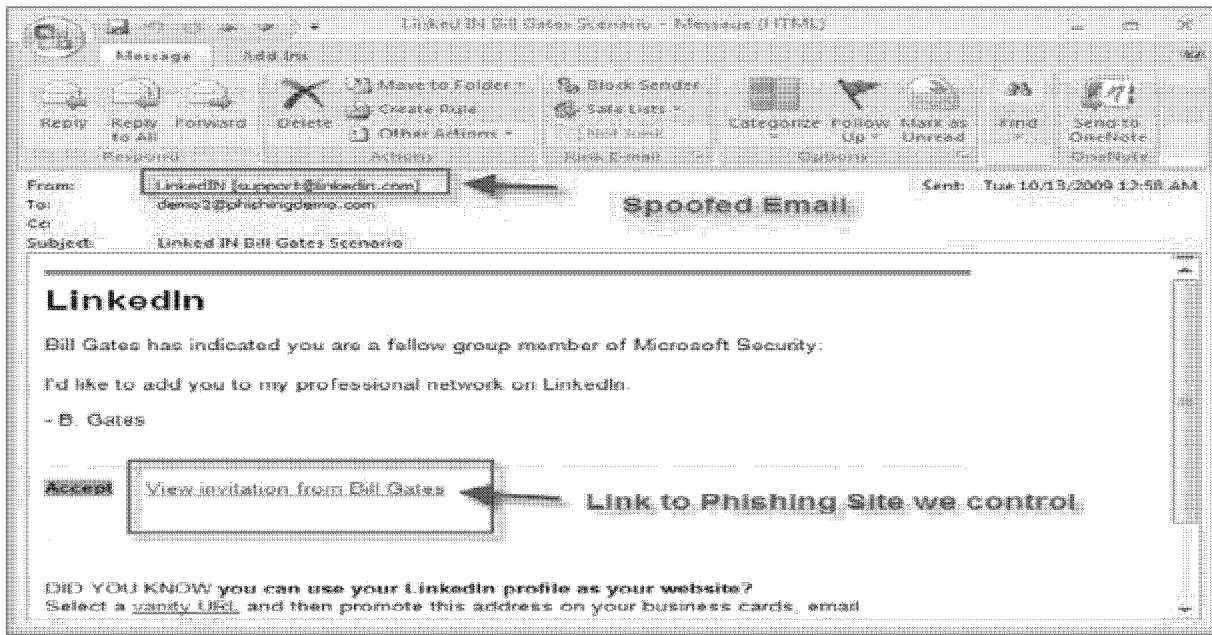 Linked IN Bill Gates Scenario - Message (HTML)
Message Add-Ins
Reply Reply to All Forward Delete Move to Folder Create Rule Other Actions Block Sender Safe Lists Not Junk Categorize Follow Up Mark as Unread Find Send to OneNote
Respond Actions Junk E-mail Options OneNote
From: LinkedIN [support@linkedin.com] Sent: Tue 10/13/2009 12:58 AM
To: demo2@phishingdemo.com
Spoofed Email
Cc:
Subject: Linked IN Bill Gates Scenario
LinkedIn
Bill Gates has indicated you are a fellow group member of Microsoft Security:
I'd like to add you to my professional network on LinkedIn.
- B. Gates
Accept View invitation from Bill Gates
Link to Phishing Site we control
DID YOU KNOW you can use your LinkedIn profile as your website?
Select a vanity URL and then promote this address on your business cards, email